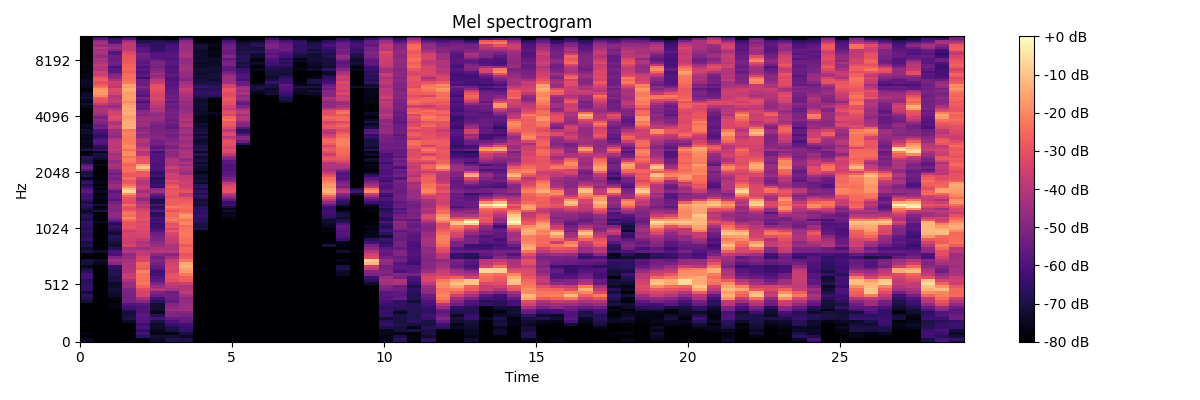 Mel spectrogram
8192
4096
2048
1024
512
0
Hz
0 5 10 15 20 25
Time
+0 dB
-10 dB
-20 dB
-30 dB
-40 dB
-50 dB
-60 dB
-70 dB
-80 dB